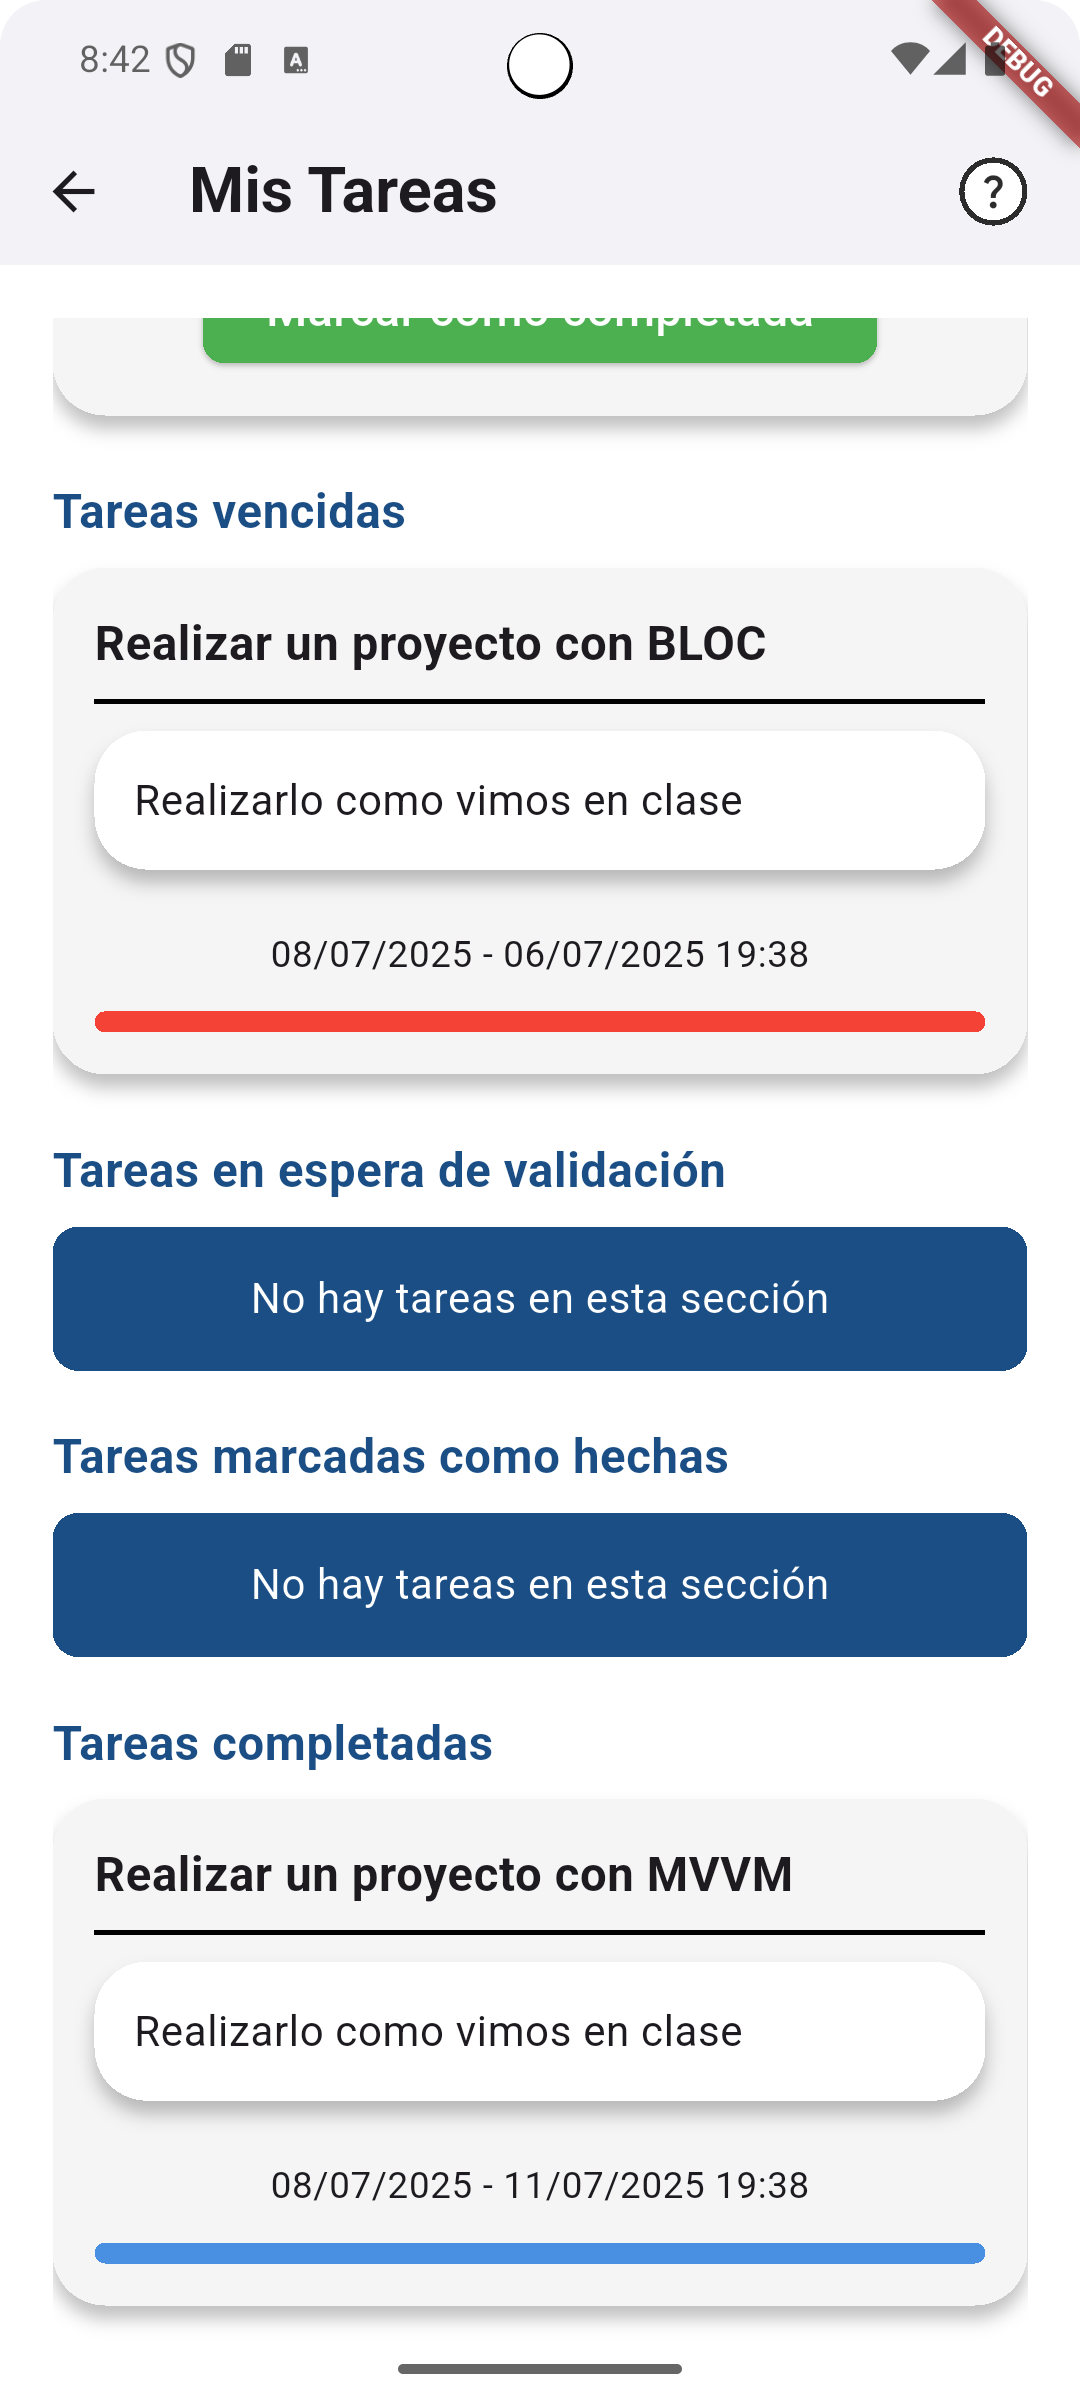 8:42
DEBUG
Mis Tareas
?
Marcar como completada
Tareas vencidas
Realizar un proyecto con BLOC
Realizarlo como vimos en clase
08/07/2025 - 06/07/2025 19:38
Tareas en espera de validación
No hay tareas en esta sección
Tareas marcadas como hechas
No hay tareas en esta sección
Tareas completadas
Realizar un proyecto con MVVM
Realizarlo como vimos en clase
08/07/2025 - 11/07/2025 19:38